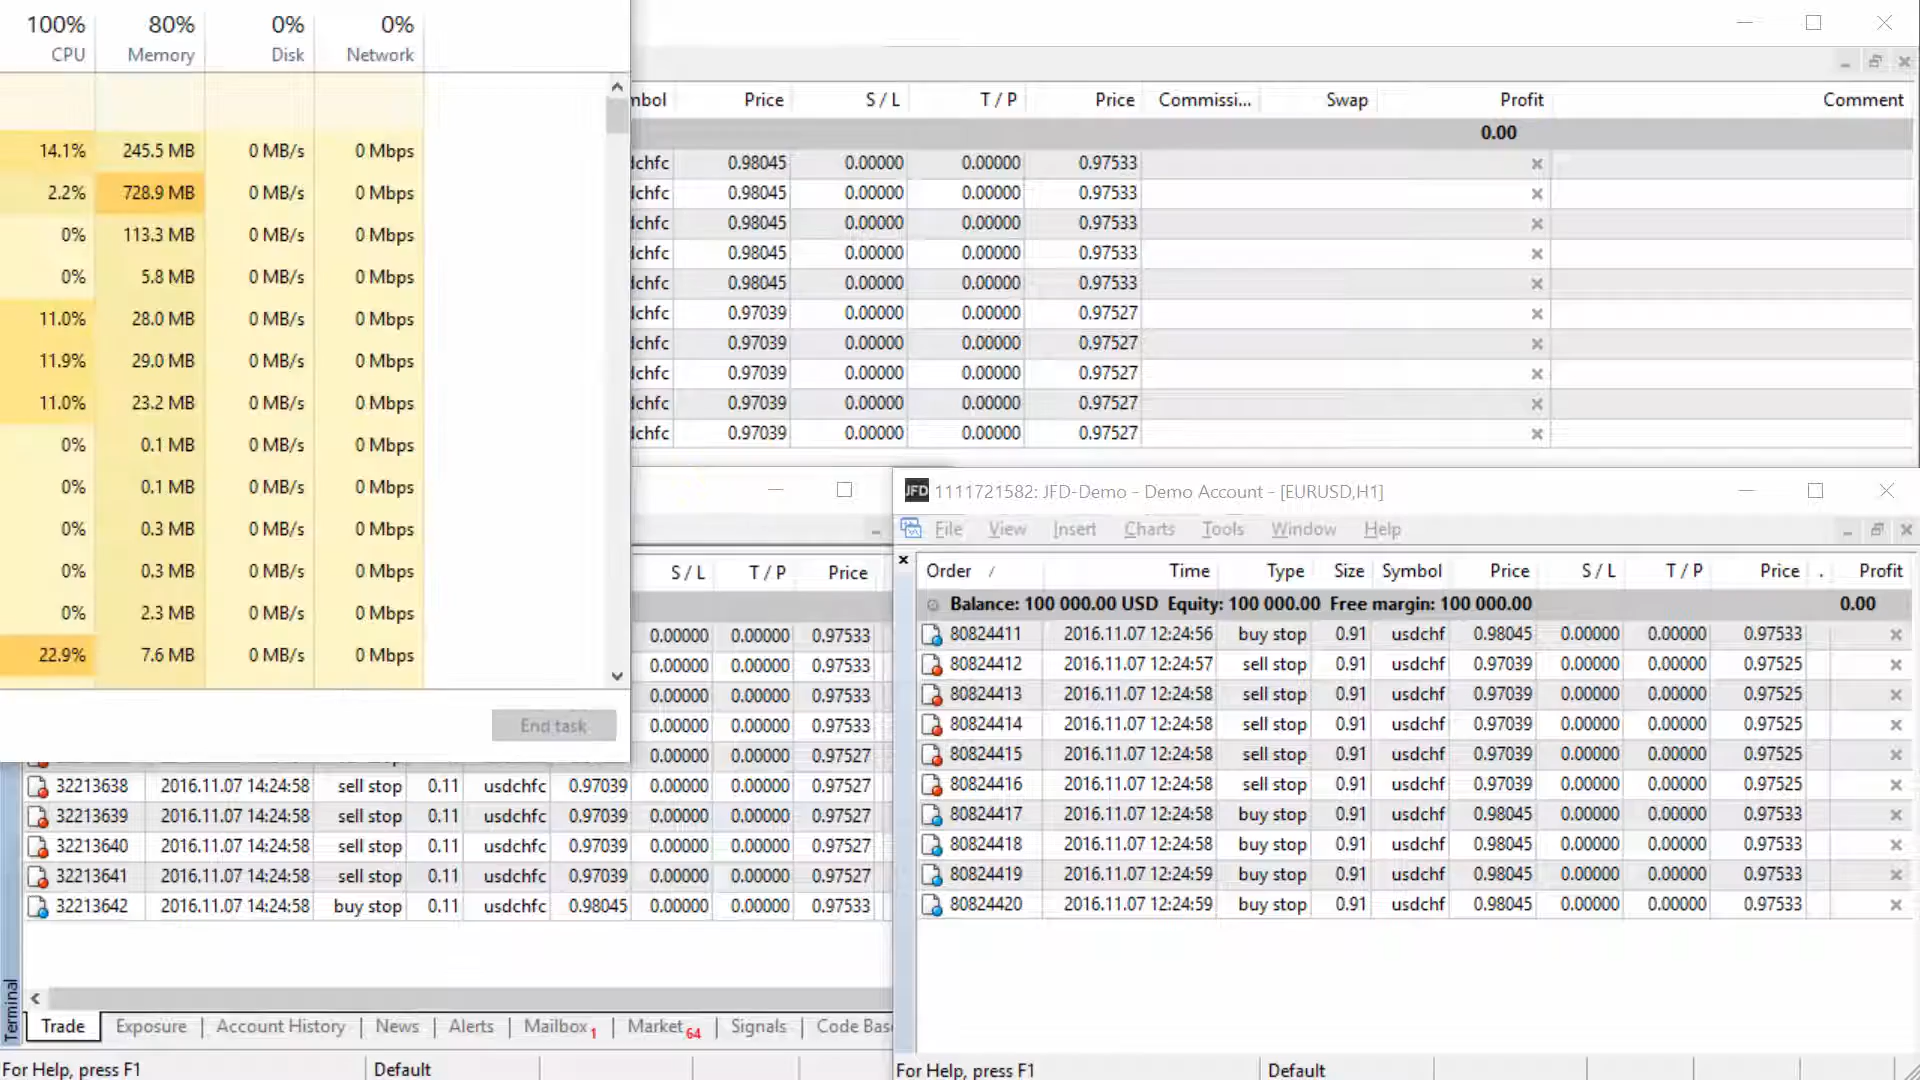 100% 80% 0% 0%
CPU Memory Disk Network
14.1% 245.5 MB 0 MB/s 0 Mbps
2.2% 728.9 MB 0 MB/s 0 Mbps
0% 113.3 MB 0 MB/s 0 Mbps
0% 5.8 MB 0 MB/s 0 Mbps
11.0% 28.0 MB 0 MB/s 0 Mbps
11.9% 29.0 MB 0 MB/s 0 Mbps
11.0% 23.2 MB 0 MB/s 0 Mbps
0% 0.1 MB 0 MB/s 0 Mbps
0% 0.1 MB 0 MB/s 0 Mbps
0% 0.3 MB 0 MB/s 0 Mbps
0% 0.3 MB 0 MB/s 0 Mbps
0% 2.3 MB 0 MB/s 0 Mbps
22.9% 7.6 MB 0 MB/s 0 Mbps
End task
mbol Price S / L T / P Price Commissi... Swap Profit Comment
0.00
dchfc 0.98045 0.00000 0.00000 0.97533
dchfc 0.98045 0.00000 0.00000 0.97533
dchfc 0.98045 0.00000 0.00000 0.97533
dchfc 0.98045 0.00000 0.00000 0.97533
dchfc 0.98045 0.00000 0.00000 0.97533
dchfc 0.97039 0.00000 0.00000 0.97527
dchfc 0.97039 0.00000 0.00000 0.97527
dchfc 0.97039 0.00000 0.00000 0.97527
dchfc 0.97039 0.00000 0.00000 0.97527
dchfc 0.97039 0.00000 0.00000 0.97527
S / L T / P Price
0.00000 0.00000 0.97533
0.00000 0.00000 0.97533
0.00000 0.00000 0.97533
0.00000 0.00000 0.97533
0.00000 0.00000 0.97527
32213638 2016.11.07 14:24:58 sell stop 0.11 usdchfc 0.97039 0.00000 0.00000 0.97527
32213639 2016.11.07 14:24:58 sell stop 0.11 usdchfc 0.97039 0.00000 0.00000 0.97527
32213640 2016.11.07 14:24:58 sell stop 0.11 usdchfc 0.97039 0.00000 0.00000 0.97527
32213641 2016.11.07 14:24:58 sell stop 0.11 usdchfc 0.97039 0.00000 0.00000 0.97527
32213642 2016.11.07 14:24:58 buy stop 0.11 usdchfc 0.98045 0.00000 0.00000 0.97533
Terminal
Trade Exposure Account History News Alerts Mailbox 1 Market 64 Signals Code Bas
For Help, press F1 Default
JFD 1111721582: JFD-Demo - Demo Account - [EURUSD,H1]
File View Insert Charts Tools Window Help
Order / Time Type Size Symbol Price S / L T / P Price . Profit
Balance: 100 000.00 USD Equity: 100 000.00 Free margin: 100 000.00 0.00
80824411 2016.11.07 12:24:56 buy stop 0.91 usdchf 0.98045 0.00000 0.00000 0.97533
80824412 2016.11.07 12:24:57 sell stop 0.91 usdchf 0.97039 0.00000 0.00000 0.97525
80824413 2016.11.07 12:24:58 sell stop 0.91 usdchf 0.97039 0.00000 0.00000 0.97525
80824414 2016.11.07 12:24:58 sell stop 0.91 usdchf 0.97039 0.00000 0.00000 0.97525
80824415 2016.11.07 12:24:58 sell stop 0.91 usdchf 0.97039 0.00000 0.00000 0.97525
80824416 2016.11.07 12:24:58 sell stop 0.91 usdchf 0.97039 0.00000 0.00000 0.97525
80824417 2016.11.07 12:24:58 buy stop 0.91 usdchf 0.98045 0.00000 0.00000 0.97533
80824418 2016.11.07 12:24:58 buy stop 0.91 usdchf 0.98045 0.00000 0.00000 0.97533
80824419 2016.11.07 12:24:59 buy stop 0.91 usdchf 0.98045 0.00000 0.00000 0.97533
80824420 2016.11.07 12:24:59 buy stop 0.91 usdchf 0.98045 0.00000 0.00000 0.97533
For Help, press F1 Default